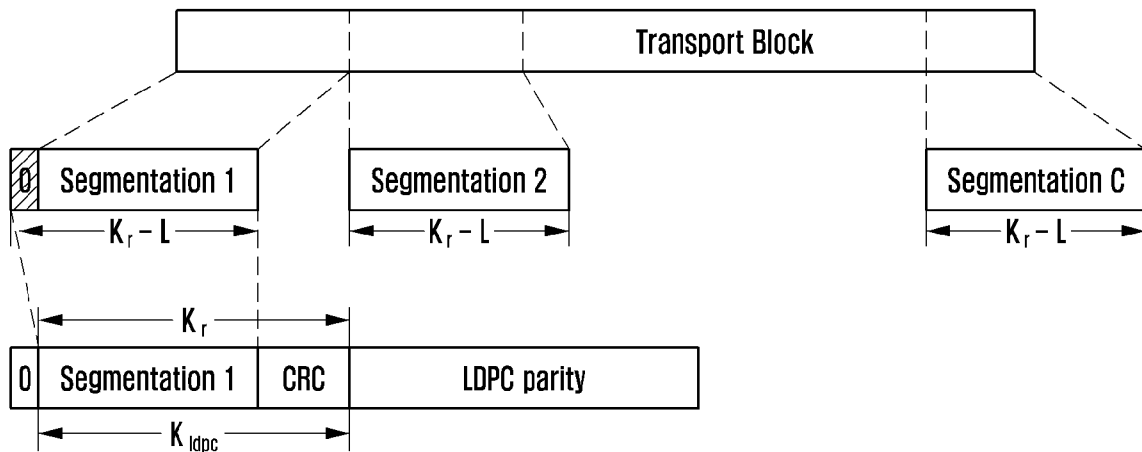 Transport Block
0 Segmentation 1 Segmentation 2 Segmentation C
K_r – L K_r – L K_r – L
K_r
0 Segmentation 1 CRC LDPC parity
K_ldpc